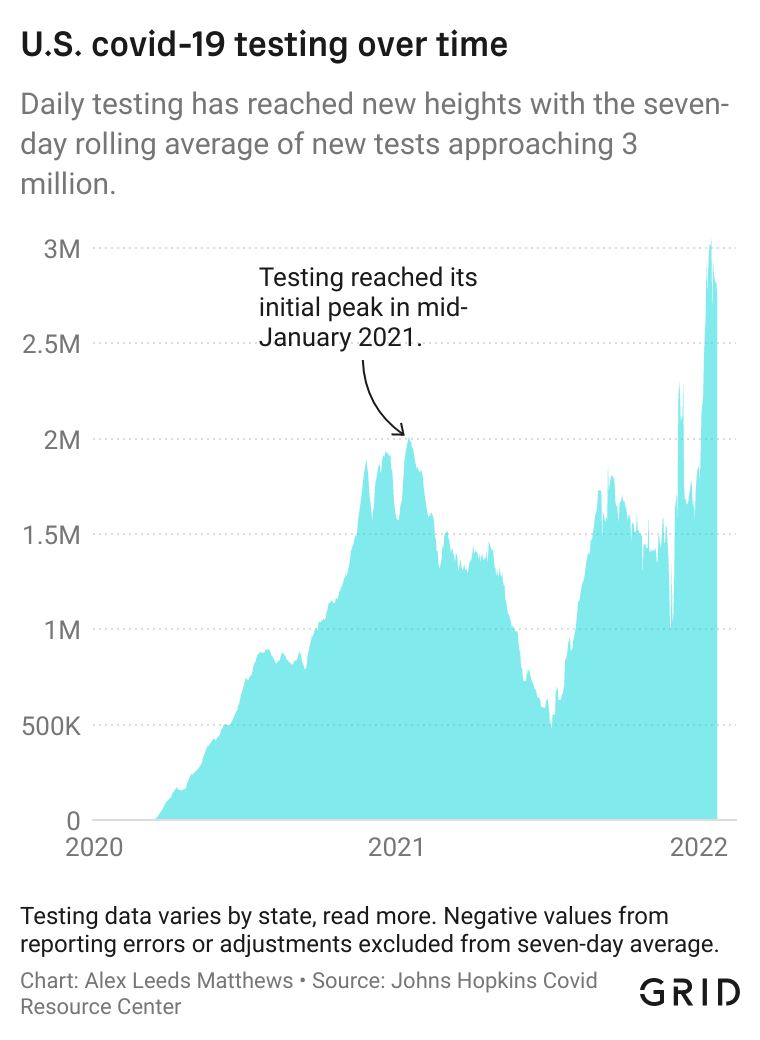 U.S. covid-19 testing over time
Daily testing has reached new heights with the seven-
day rolling average of new tests approaching 3
million.
3M
Testing reached its
initial peak in mid-
January 2021.
2.5M
2M
1.5M
1M
500K
0
2020 2021 2022
Testing data varies by state, read more. Negative values from
reporting errors or adjustments excluded from seven-day average.
Chart: Alex Leeds Matthews • Source: Johns Hopkins Covid
Resource Center
GRID